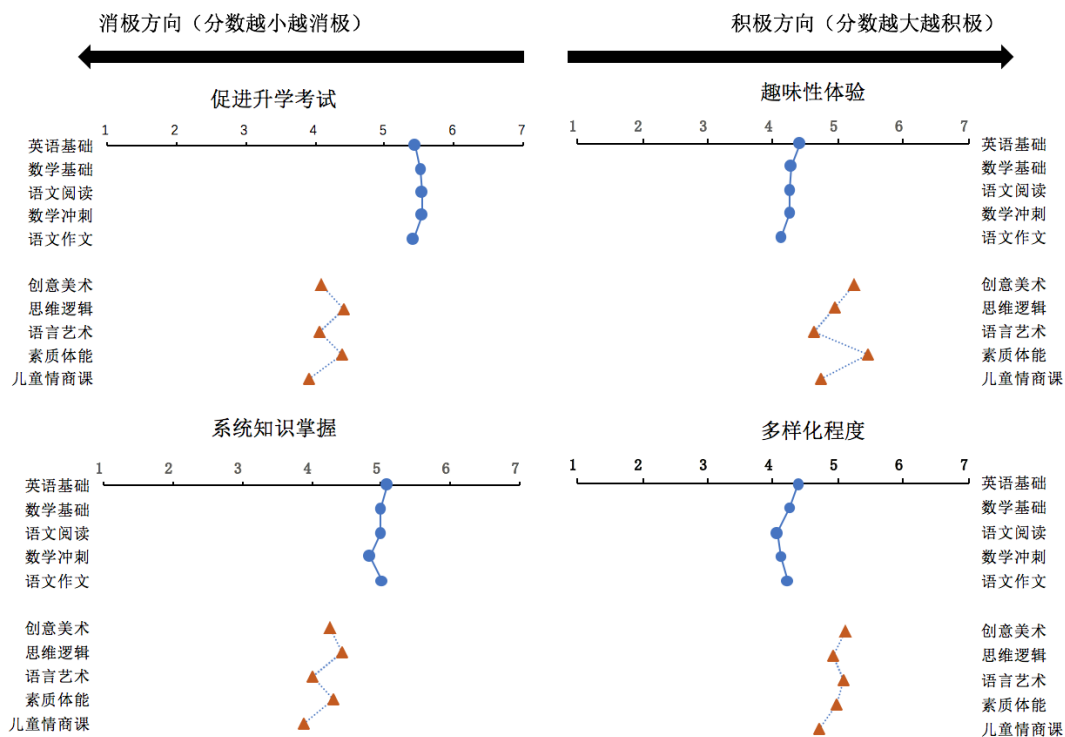 消极方向（分数越小越消极）
积极方向（分数越大越积极）
促进升学考试
1 2 3 4 5 6 7
英语基础
数学基础
语文阅读
数学冲刺
语文作文
创意美术
思维逻辑
语言艺术
素质体能
儿童情商课
趣味性体验
1 2 3 4 5 6 7
英语基础
数学基础
语文阅读
数学冲刺
语文作文
创意美术
思维逻辑
语言艺术
素质体能
儿童情商课
系统知识掌握
1 2 3 4 5 6 7
英语基础
数学基础
语文阅读
数学冲刺
语文作文
创意美术
思维逻辑
语言艺术
素质体能
儿童情商课
多样化程度
1 2 3 4 5 6 7
英语基础
数学基础
语文阅读
数学冲刺
语文作文
创意美术
思维逻辑
语言艺术
素质体能
儿童情商课